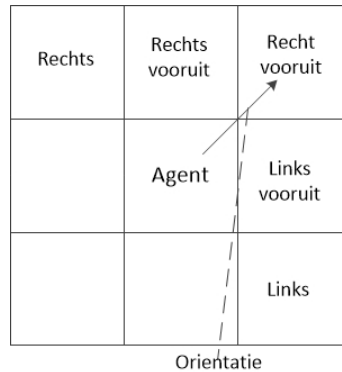 Rechts
Rechts
vooruit
Recht
vooruit
Agent
Links
vooruit
Links
Orientatie